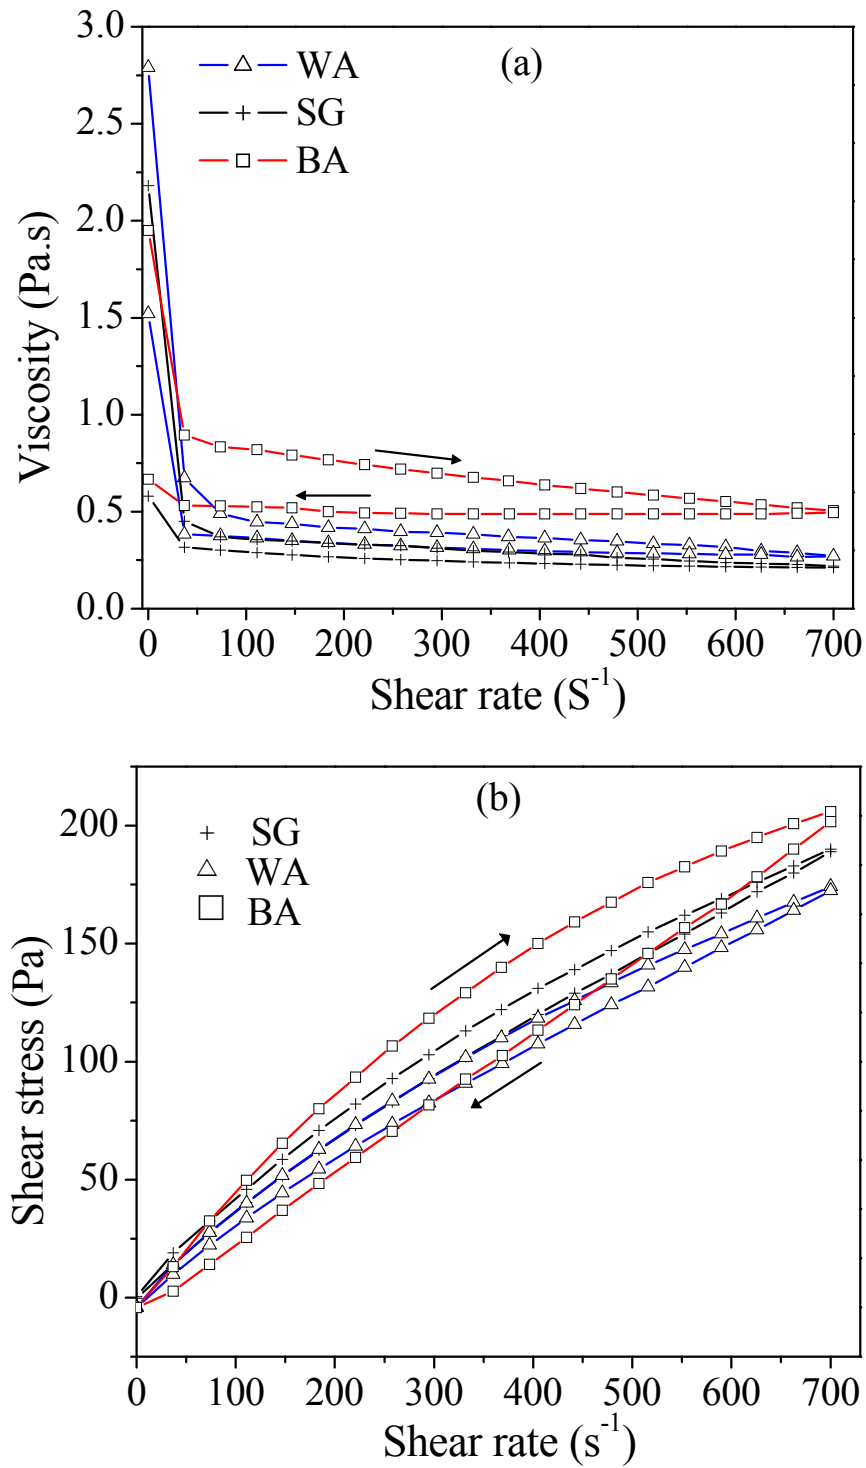 (a)
WA
SG
BA
3.0
2.5
2.0
1.5
1.0
0.5
0.0
Viscosity (Pa.s)
0 100 200 300 400 500 600 700
Shear rate (S⁻¹)
(b)
SG
WA
BA
200
150
100
50
0
Shear stress (Pa)
0 100 200 300 400 500 600 700
Shear rate (s⁻¹)